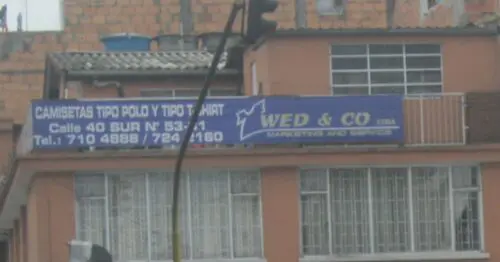 CAMISETAS TIPO POLO Y TIPO T-SHIRT
Calle 40 SUR Nº 53-
Tel.: 710 4888 / 724
WED & CO LTDA
MARKETING AND SERVICE